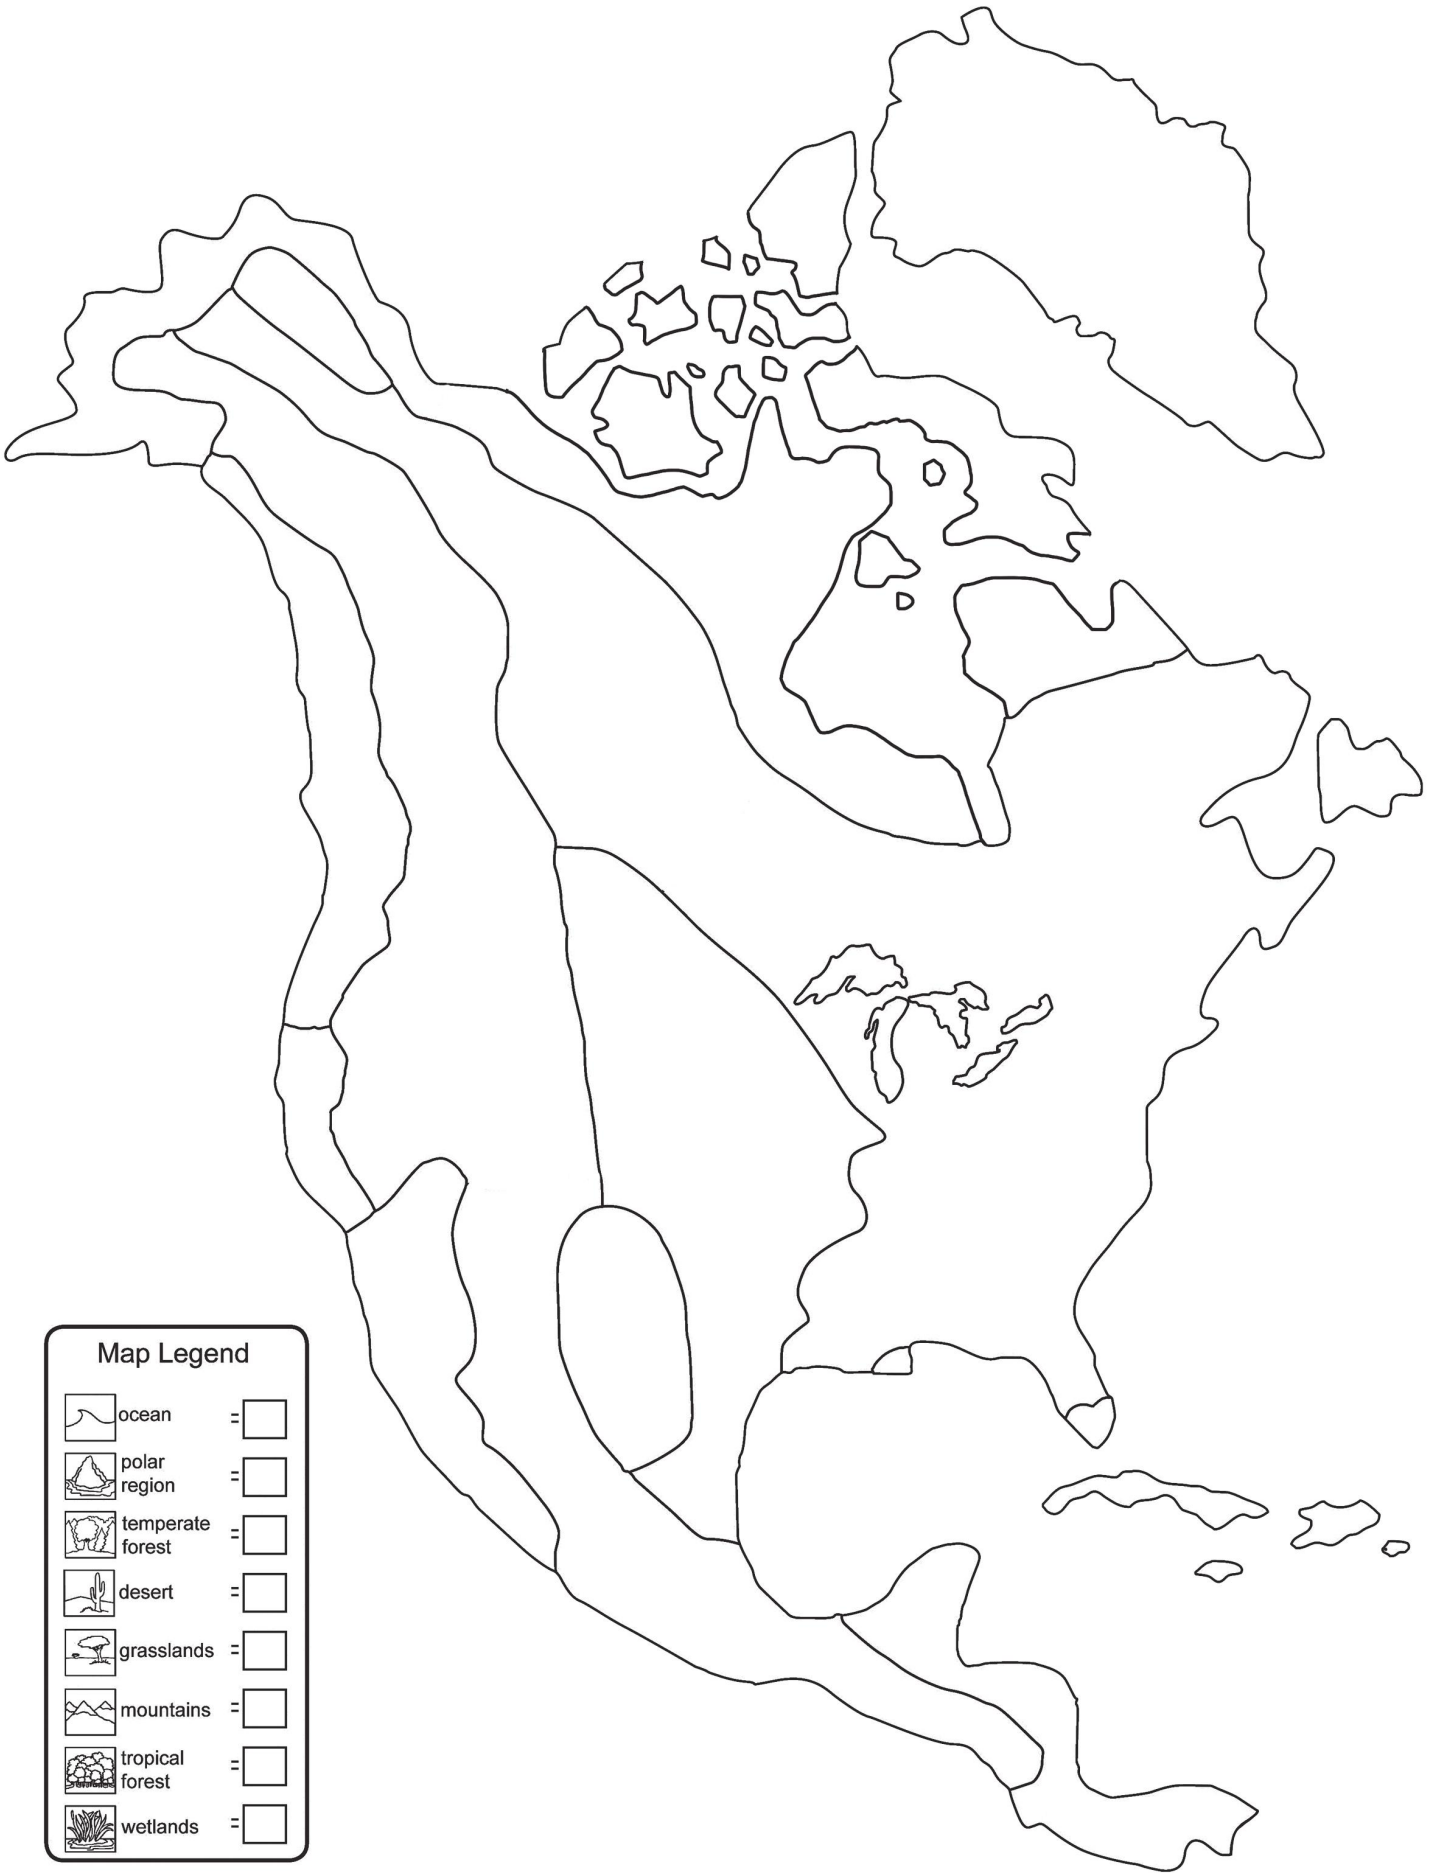 Map Legend
ocean =
polar
region =
temperate
forest =
desert =
grasslands =
mountains =
tropical
forest =
wetlands =